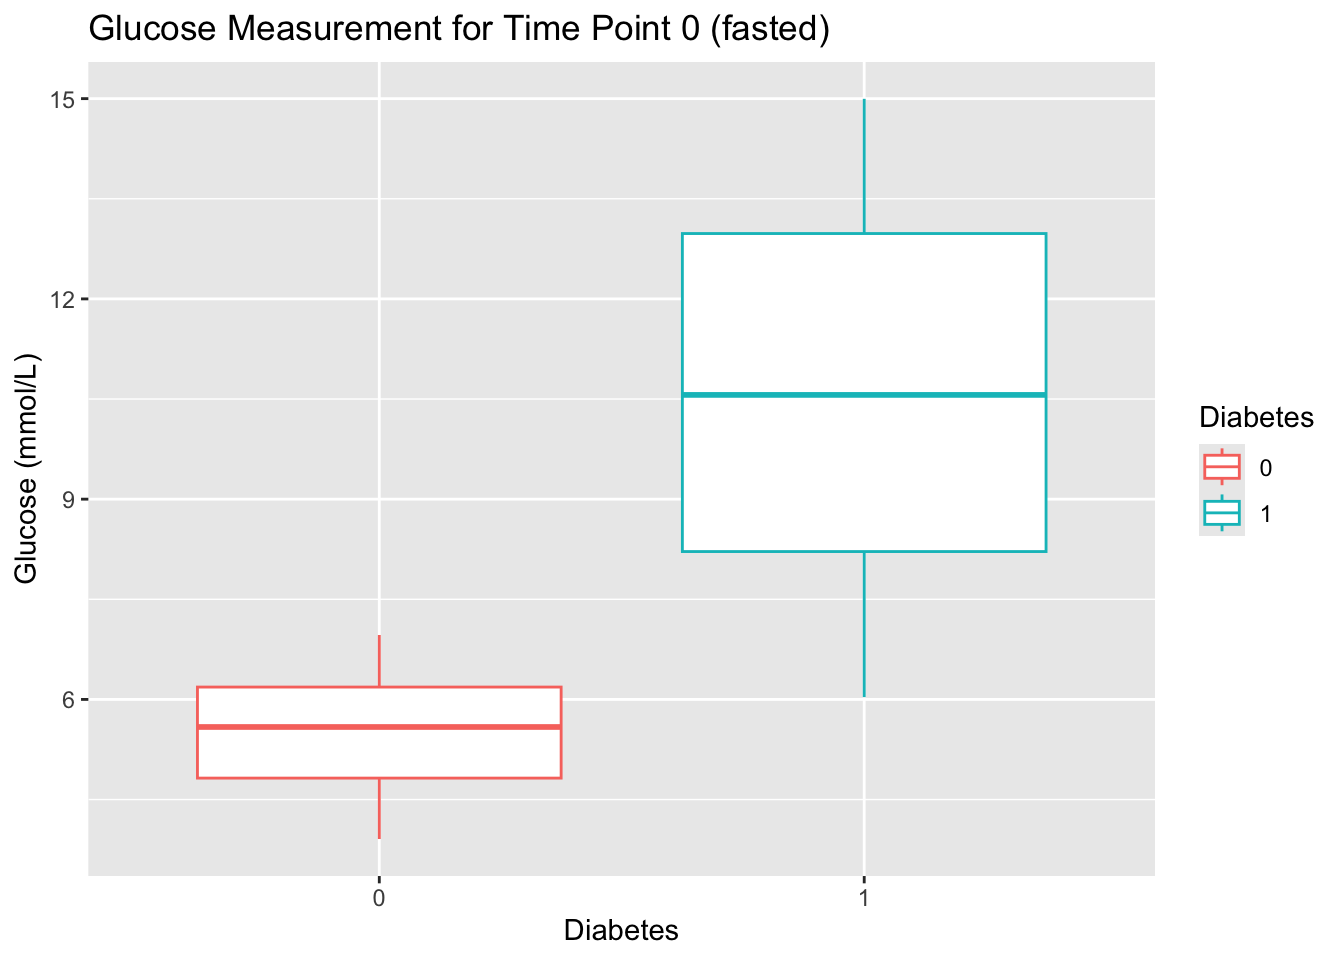 Glucose Measurement for Time Point 0 (fasted)
Glucose (mmol/L)
15
12
9
6
0
1
Diabetes
Diabetes
0
1